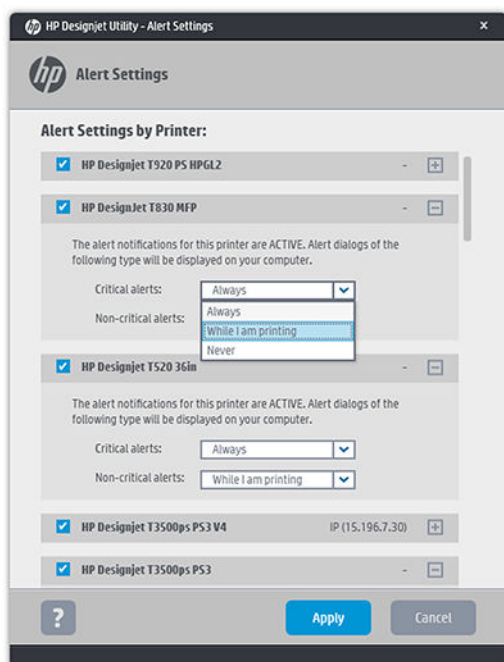 HP Designjet Utility - Alert Settings x
hp Alert Settings
Alert Settings by Printer:
HP Designjet T920 PS HPGL2 - +
HP DesignJet T830 MFP - −
The alert notifications for this printer are ACTIVE. Alert dialogs of the
following type will be displayed on your computer.
Critical alerts: Always
Always
Non-critical alerts:
While I am printing
Never
HP Designjet T520 36in - −
The alert notifications for this printer are ACTIVE. Alert dialogs of the
following type will be displayed on your computer.
Critical alerts: Always
Non-critical alerts: While I am printing
HP Designjet T3500ps PS3 V4 IP (15.196.7.30) +
HP Designjet T3500ps PS3 - −
? Apply Cancel